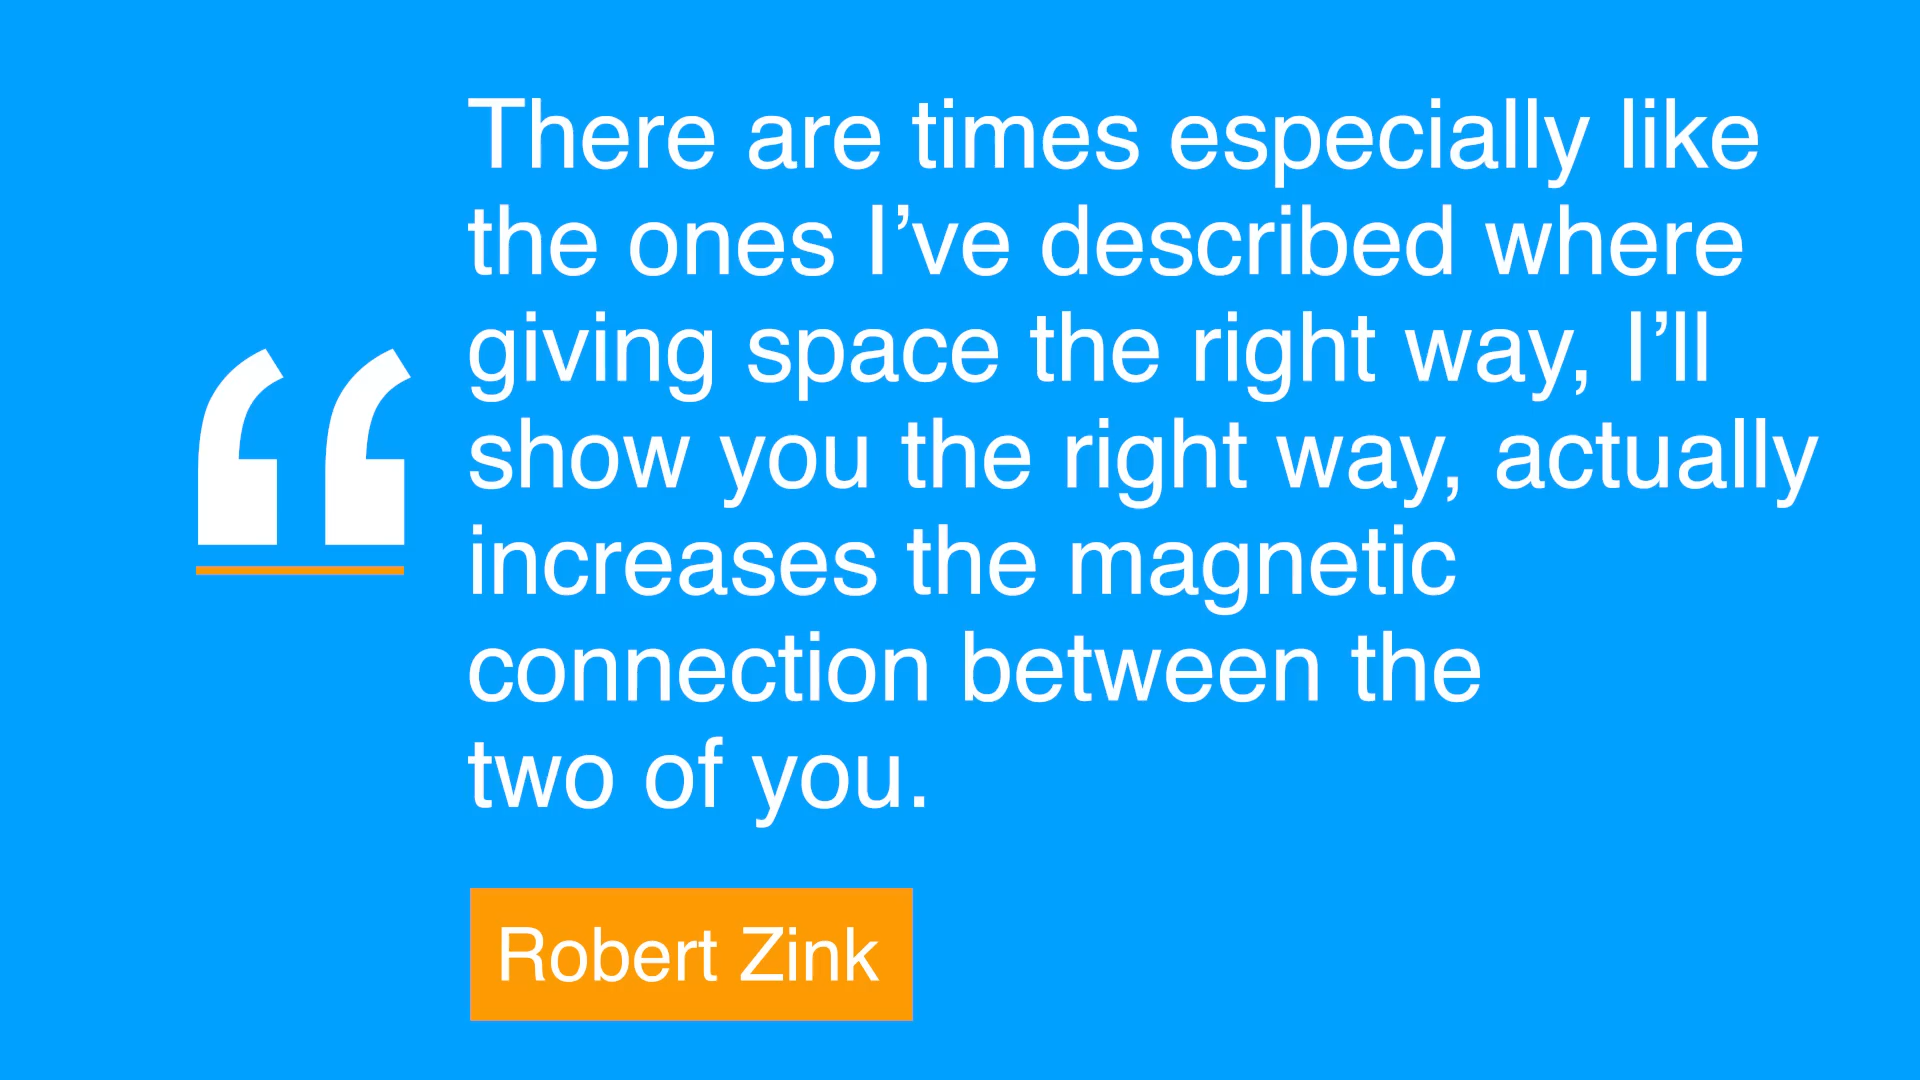 “
There are times especially like
the ones I’ve described where
giving space the right way, I’ll
show you the right way, actually
increases the magnetic
connection between the
two of you.
Robert Zink